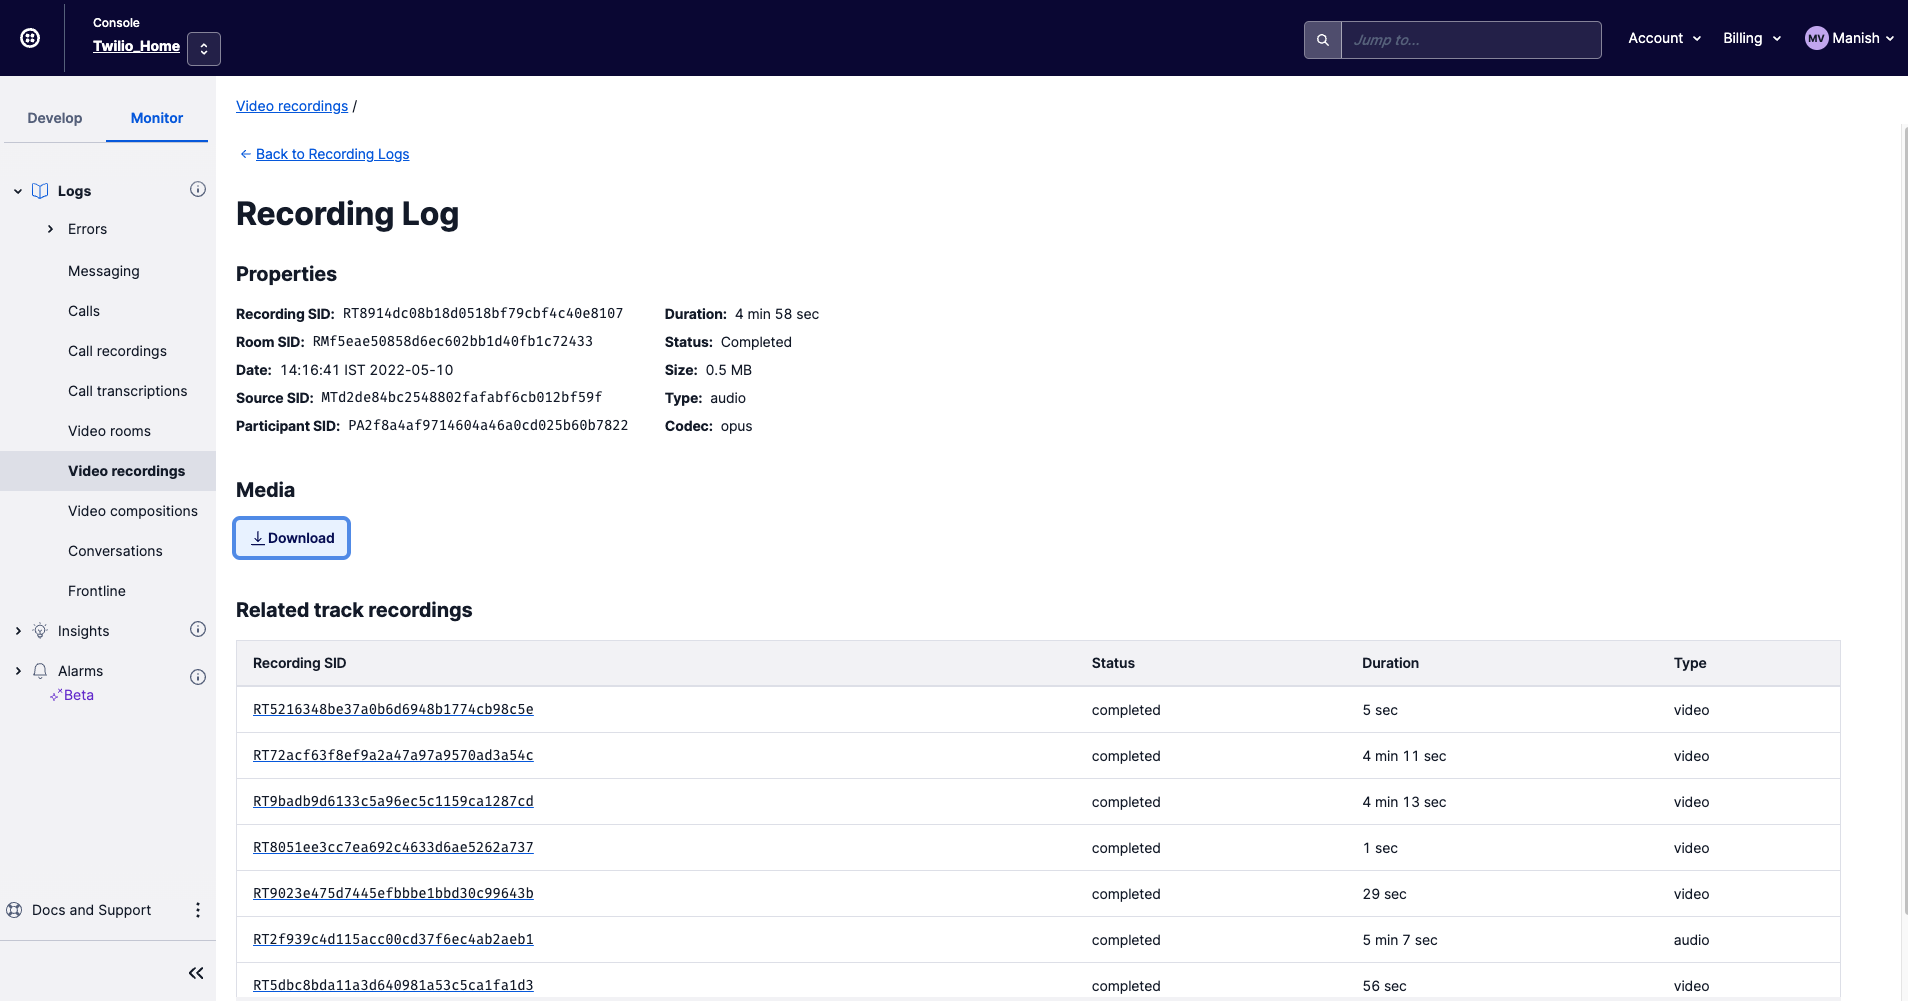 Console
Twilio_Home
Jump to...
Account
Billing
MV Manish
Develop
Monitor
Logs
Errors
Messaging
Calls
Call recordings
Call transcriptions
Video rooms
Video recordings
Video compositions
Conversations
Frontline
Insights
Alarms
Beta
Docs and Support
Video recordings /
← Back to Recording Logs
Recording Log
Properties
Recording SID: RT8914dc08b18d0518bf79cbf4c40e8107
Room SID: RMf5eae50858d6ec602bb1d40fb1c72433
Date: 14:16:41 IST 2022-05-10
Source SID: MTd2de84bc2548802fafabf6cb012bf59f
Participant SID: PA2f8a4af9714604a46a0cd025b60b7822
Duration: 4 min 58 sec
Status: Completed
Size: 0.5 MB
Type: audio
Codec: opus
Media
Download
Related track recordings
Recording SID Status Duration Type
RT5216348be37a0b6d6948b1774cb98c5e completed 5 sec video
RT72acf63f8ef9a2a47a97a9570ad3a54c completed 4 min 11 sec video
RT9badb9d6133c5a96ec5c1159ca1287cd completed 4 min 13 sec video
RT8051ee3cc7ea692c4633d6ae5262a737 completed 1 sec video
RT9023e475d7445efbbbe1bbd30c99643b completed 29 sec video
RT2f939c4d115acc00cd37f6ec4ab2aeb1 completed 5 min 7 sec audio
RT5dbc8bda11a3d640981a53c5ca1fa1d3 completed 56 sec video